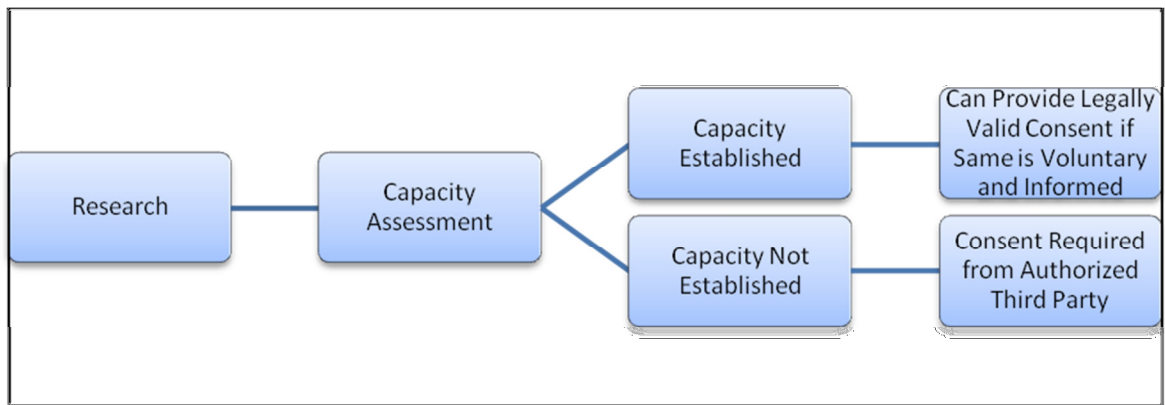 Research
Capacity
Assessment
Capacity
Established
Can Provide Legally
Valid Consent if
Same is Voluntary
and Informed
Capacity Not
Established
Consent Required
from Authorized
Third Party